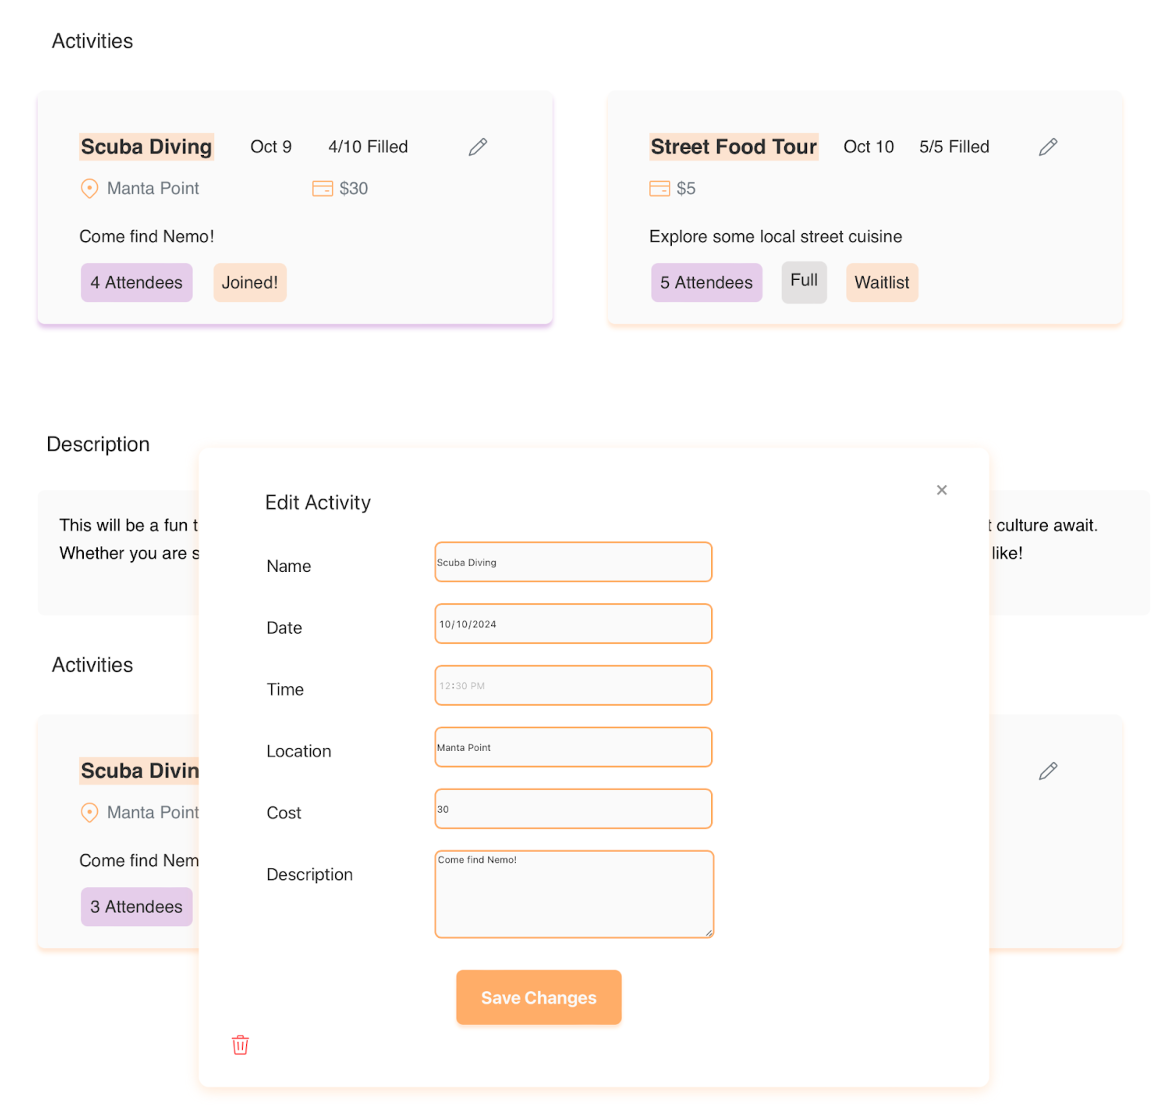 Activities
Scuba Diving Oct 9 4/10 Filled
Manta Point $30
Come find Nemo!
4 Attendees Joined!
Street Food Tour Oct 10 5/5 Filled
$5
Explore some local street cuisine
5 Attendees Full Waitlist
Description
This will be a fun t
Whether you are s
t culture await.
like!
Activities
Scuba Divin
Manta Point
Come find Nem
3 Attendees
Edit Activity
Name Scuba Diving
Date 10/10/2024
Time 12:30 PM
Location Manta Point
Cost 30
Description Come find Nemo!
Save Changes